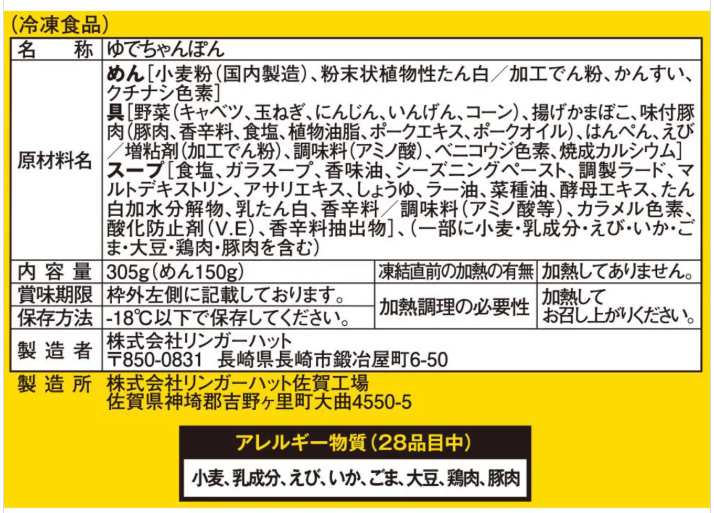 (冷凍食品)
名称 ゆでちゃんぽん
原材料名
めん[小麦粉(国内製造)、粉末状植物性たん白/加工でん粉、かんすい、
クチナシ色素]
具[野菜(キャベツ、玉ねぎ、にんじん、いんげん、コーン)、揚げかまぼこ、味付豚
肉(豚肉、香辛料、食塩、植物油脂、ポークエキス、ポークオイル)、はんぺん、えび
/増粘剤(加工でん粉)、調味料(アミノ酸)、ベニコウジ色素、焼成カルシウム]
スープ[食塩、ガラスープ、香味油、シーズニングペースト、調製ラード、マ
ルトデキストリン、アサリエキス、しょうゆ、ラー油、菜種油、酵母エキス、たん
白加水分解物、乳たん白、香辛料/調味料(アミノ酸等)、カラメル色素、
酸化防止剤(V.E)、香辛料抽出物]、(一部に小麦・乳成分・えび・いか・ご
ま・大豆・鶏肉・豚肉を含む)
内容量 305g(めん150g) 凍結直前の加熱の有無 加熱してありません。
賞味期限 枠外左側に記載しております。
保存方法 -18℃以下で保存してください。
加熱調理の必要性 加熱して
お召し上がりください。
製造者 株式会社リンガーハット
〒850-0831 長崎県長崎市鍛冶屋町6-50
製造所 株式会社リンガーハット佐賀工場
佐賀県神埼郡吉野ヶ里町大曲4550-5
アレルギー物質(28品目中)
小麦、乳成分、えび、いか、ごま、大豆、鶏肉、豚肉